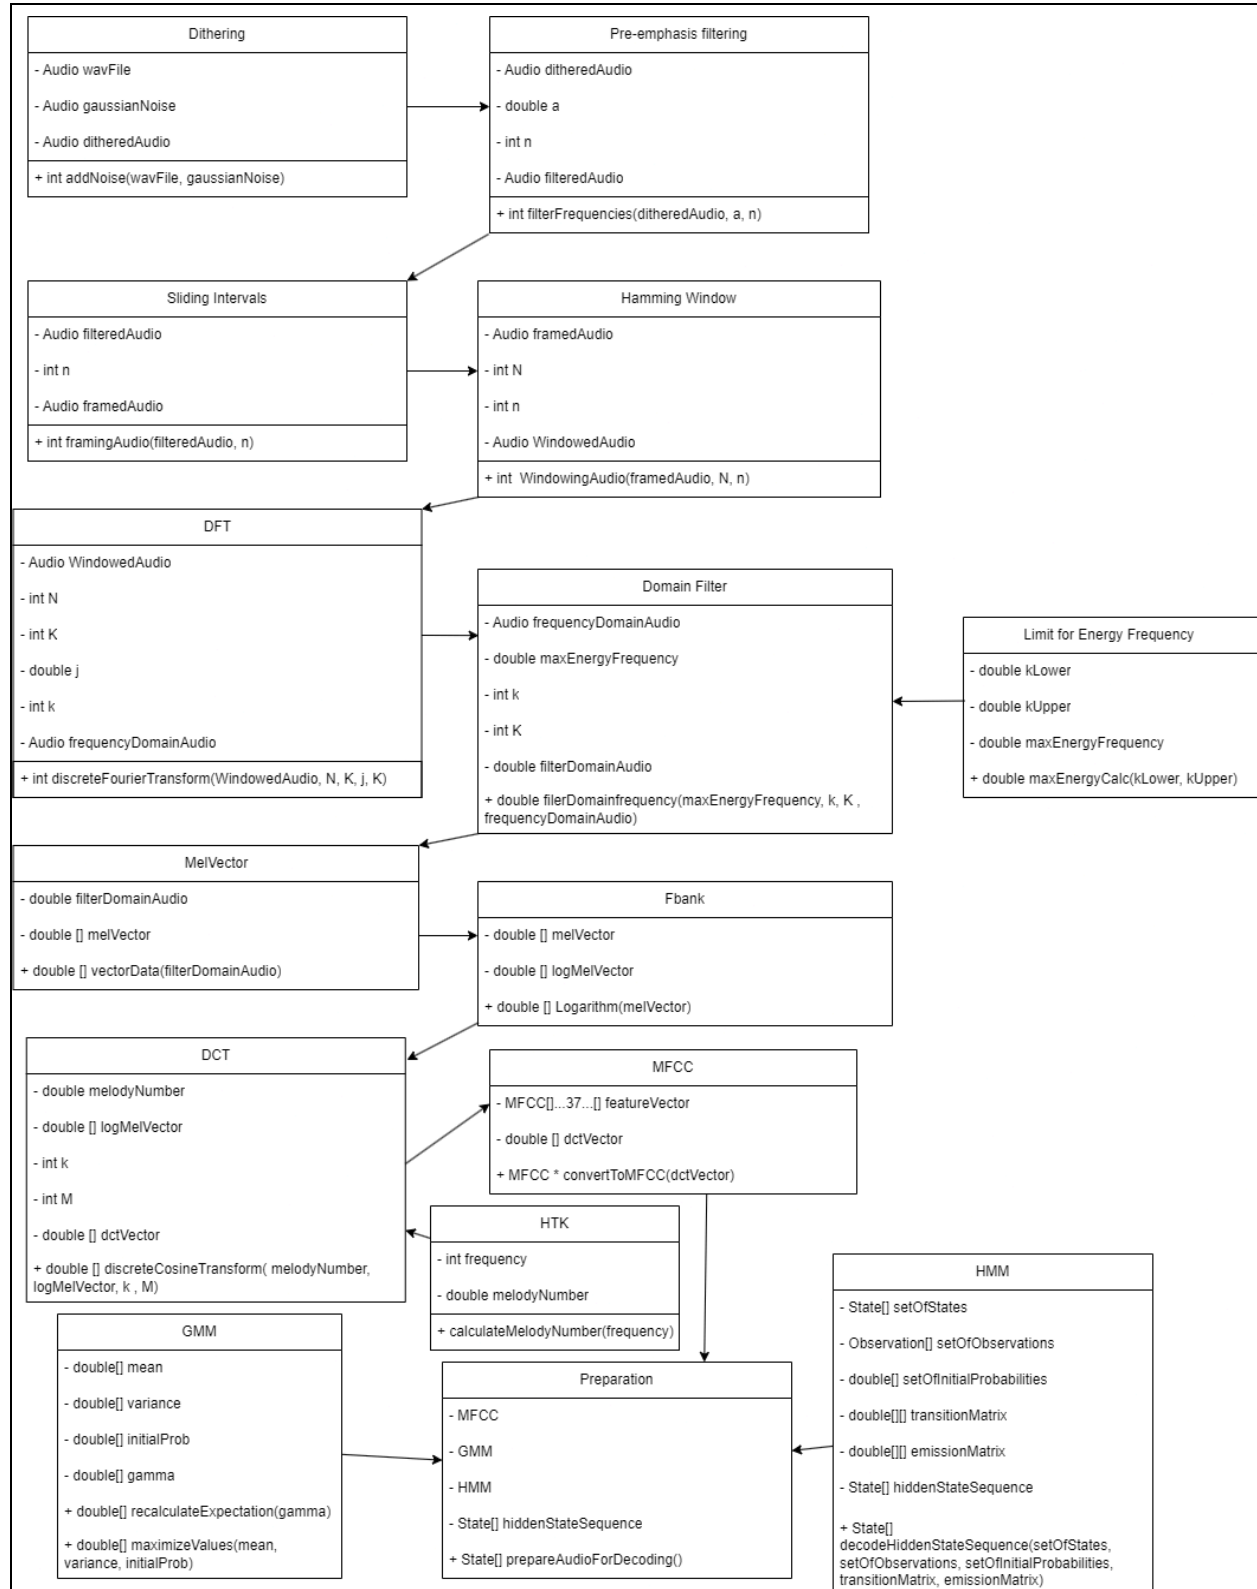 Dithering
- Audio wavFile
- Audio gaussianNoise
- Audio ditheredAudio
+ int addNoise(wavFile, gaussianNoise)
Pre-emphasis filtering
- Audio ditheredAudio
- double a
- int n
- Audio filteredAudio
+ int filterFrequencies(ditheredAudio, a, n)
Sliding Intervals
- Audio filteredAudio
- int n
- Audio framedAudio
+ int framingAudio(filteredAudio, n)
Hamming Window
- Audio framedAudio
- int N
- int n
- Audio WindowedAudio
+ int  WindowingAudio(framedAudio, N, n)
DFT
- Audio WindowedAudio
- int N
- int K
- double j
- int k
- Audio frequencyDomainAudio
+ int discreteFourierTransform(WindowedAudio, N, K, j, K)
Domain Filter
- Audio frequencyDomainAudio
- double maxEnergyFrequency
- int k
- int K
- double filterDomainAudio
+ double filerDomainfrequency(maxEnergyFrequency, k, K ,
frequencyDomainAudio)
Limit for Energy Frequency
- double kLower
- double kUpper
- double maxEnergyFrequency
+ double maxEnergyCalc(kLower, kUpper)
MelVector
- double filterDomainAudio
- double [] melVector
+ double [] vectorData(filterDomainAudio)
Fbank
- double [] melVector
- double [] logMelVector
+ double [] Logarithm(melVector)
DCT
- double melodyNumber
- double [] logMelVector
- int k
- int M
- double [] dctVector
+ double [] discreteCosineTransform( melodyNumber,
logMelVector, k , M)
MFCC
- MFCC[]...37...[] featureVector
- double [] dctVector
+ MFCC * convertToMFCC(dctVector)
HTK
- int frequency
- double melodyNumber
+ calculateMelodyNumber(frequency)
GMM
- double[] mean
- double[] variance
- double[] initialProb
- double[] gamma
+ double[] recalculateExpectation(gamma)
+ double[] maximizeValues(mean,
variance, initialProb)
Preparation
- MFCC
- GMM
- HMM
- State[] hiddenStateSequence
+ State[] prepareAudioForDecoding()
HMM
- State[] setOfStates
- Observation[] setOfObservations
- double[] setOfInitialProbabilities
- double[][] transitionMatrix
- double[][] emissionMatrix
- State[] hiddenStateSequence
+ State[]
decodeHiddenStateSequence(setOfStates,
setOfObservations, setOfInitialProbabilities,
transitionMatrix, emissionMatrix)